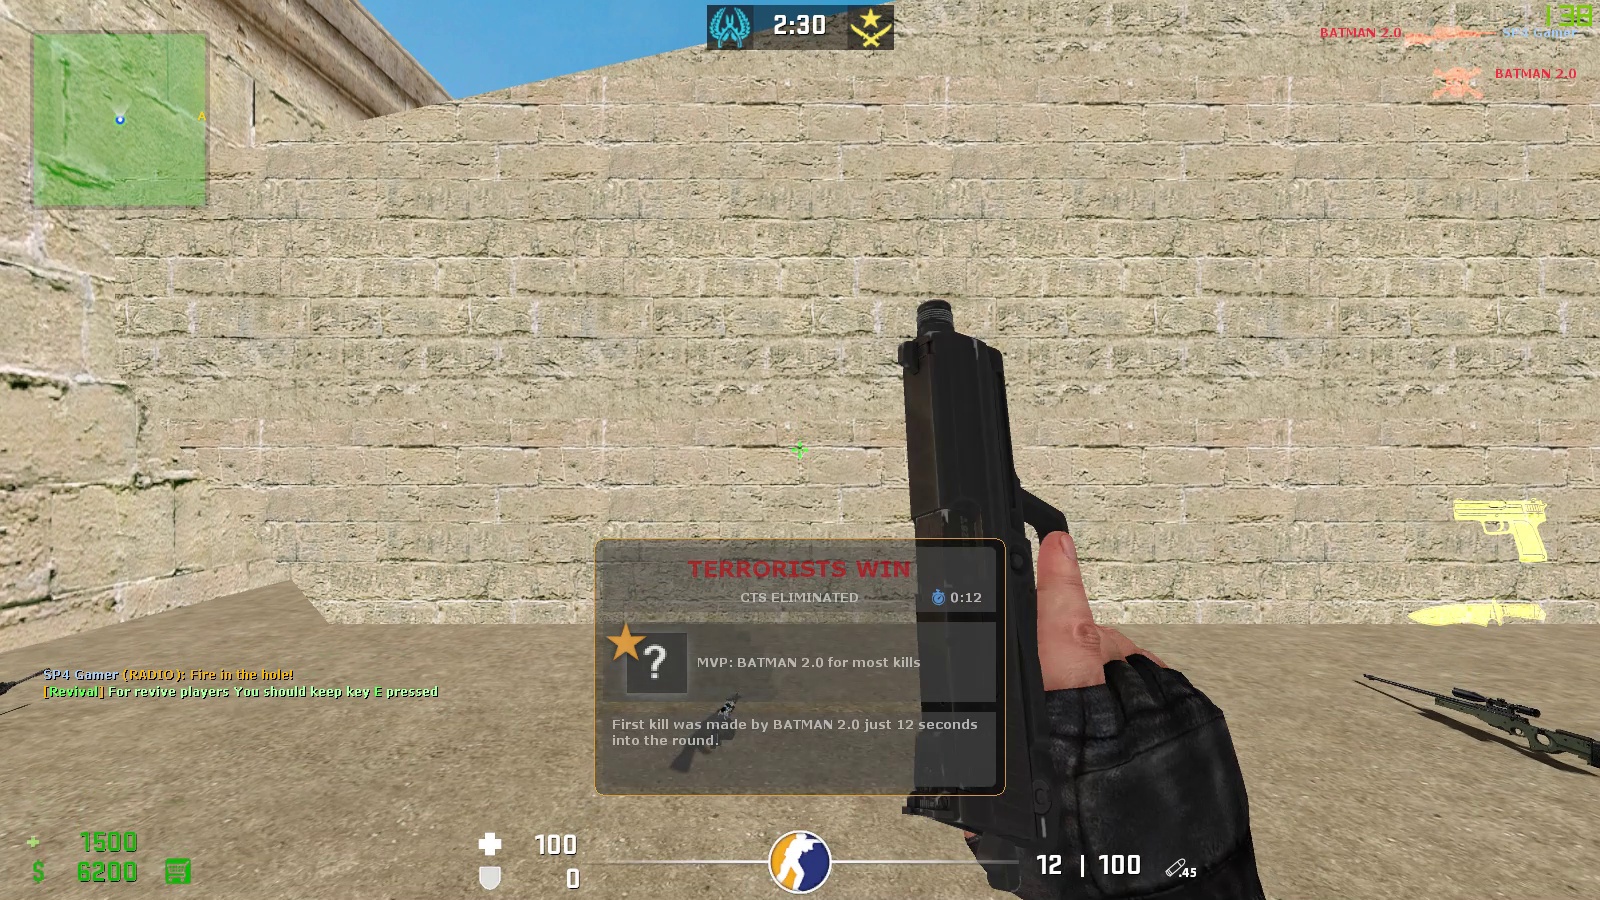 2:30
138
BATMAN 2.0 SP4 Gamer
BATMAN 2.0
A
TERRORISTS WIN
CTS ELIMINATED
0:12
?
MVP: BATMAN 2.0 for most kills
First kill was made by BATMAN 2.0 just 12 seconds
into the round.
SP4 Gamer (RADIO): Fire in the hole!
[Revival] For revive players You should keep key E pressed
+ 1500
$ 6200
100
0
12 | 100
.45